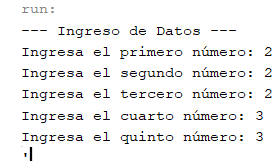 run:
--- Ingreso de Datos ---
Ingresa el primero número: 2
Ingresa el segundo número: 2
Ingresa el tercero número: 2
Ingresa el cuarto número: 3
Ingresa el quinto número: 3
'